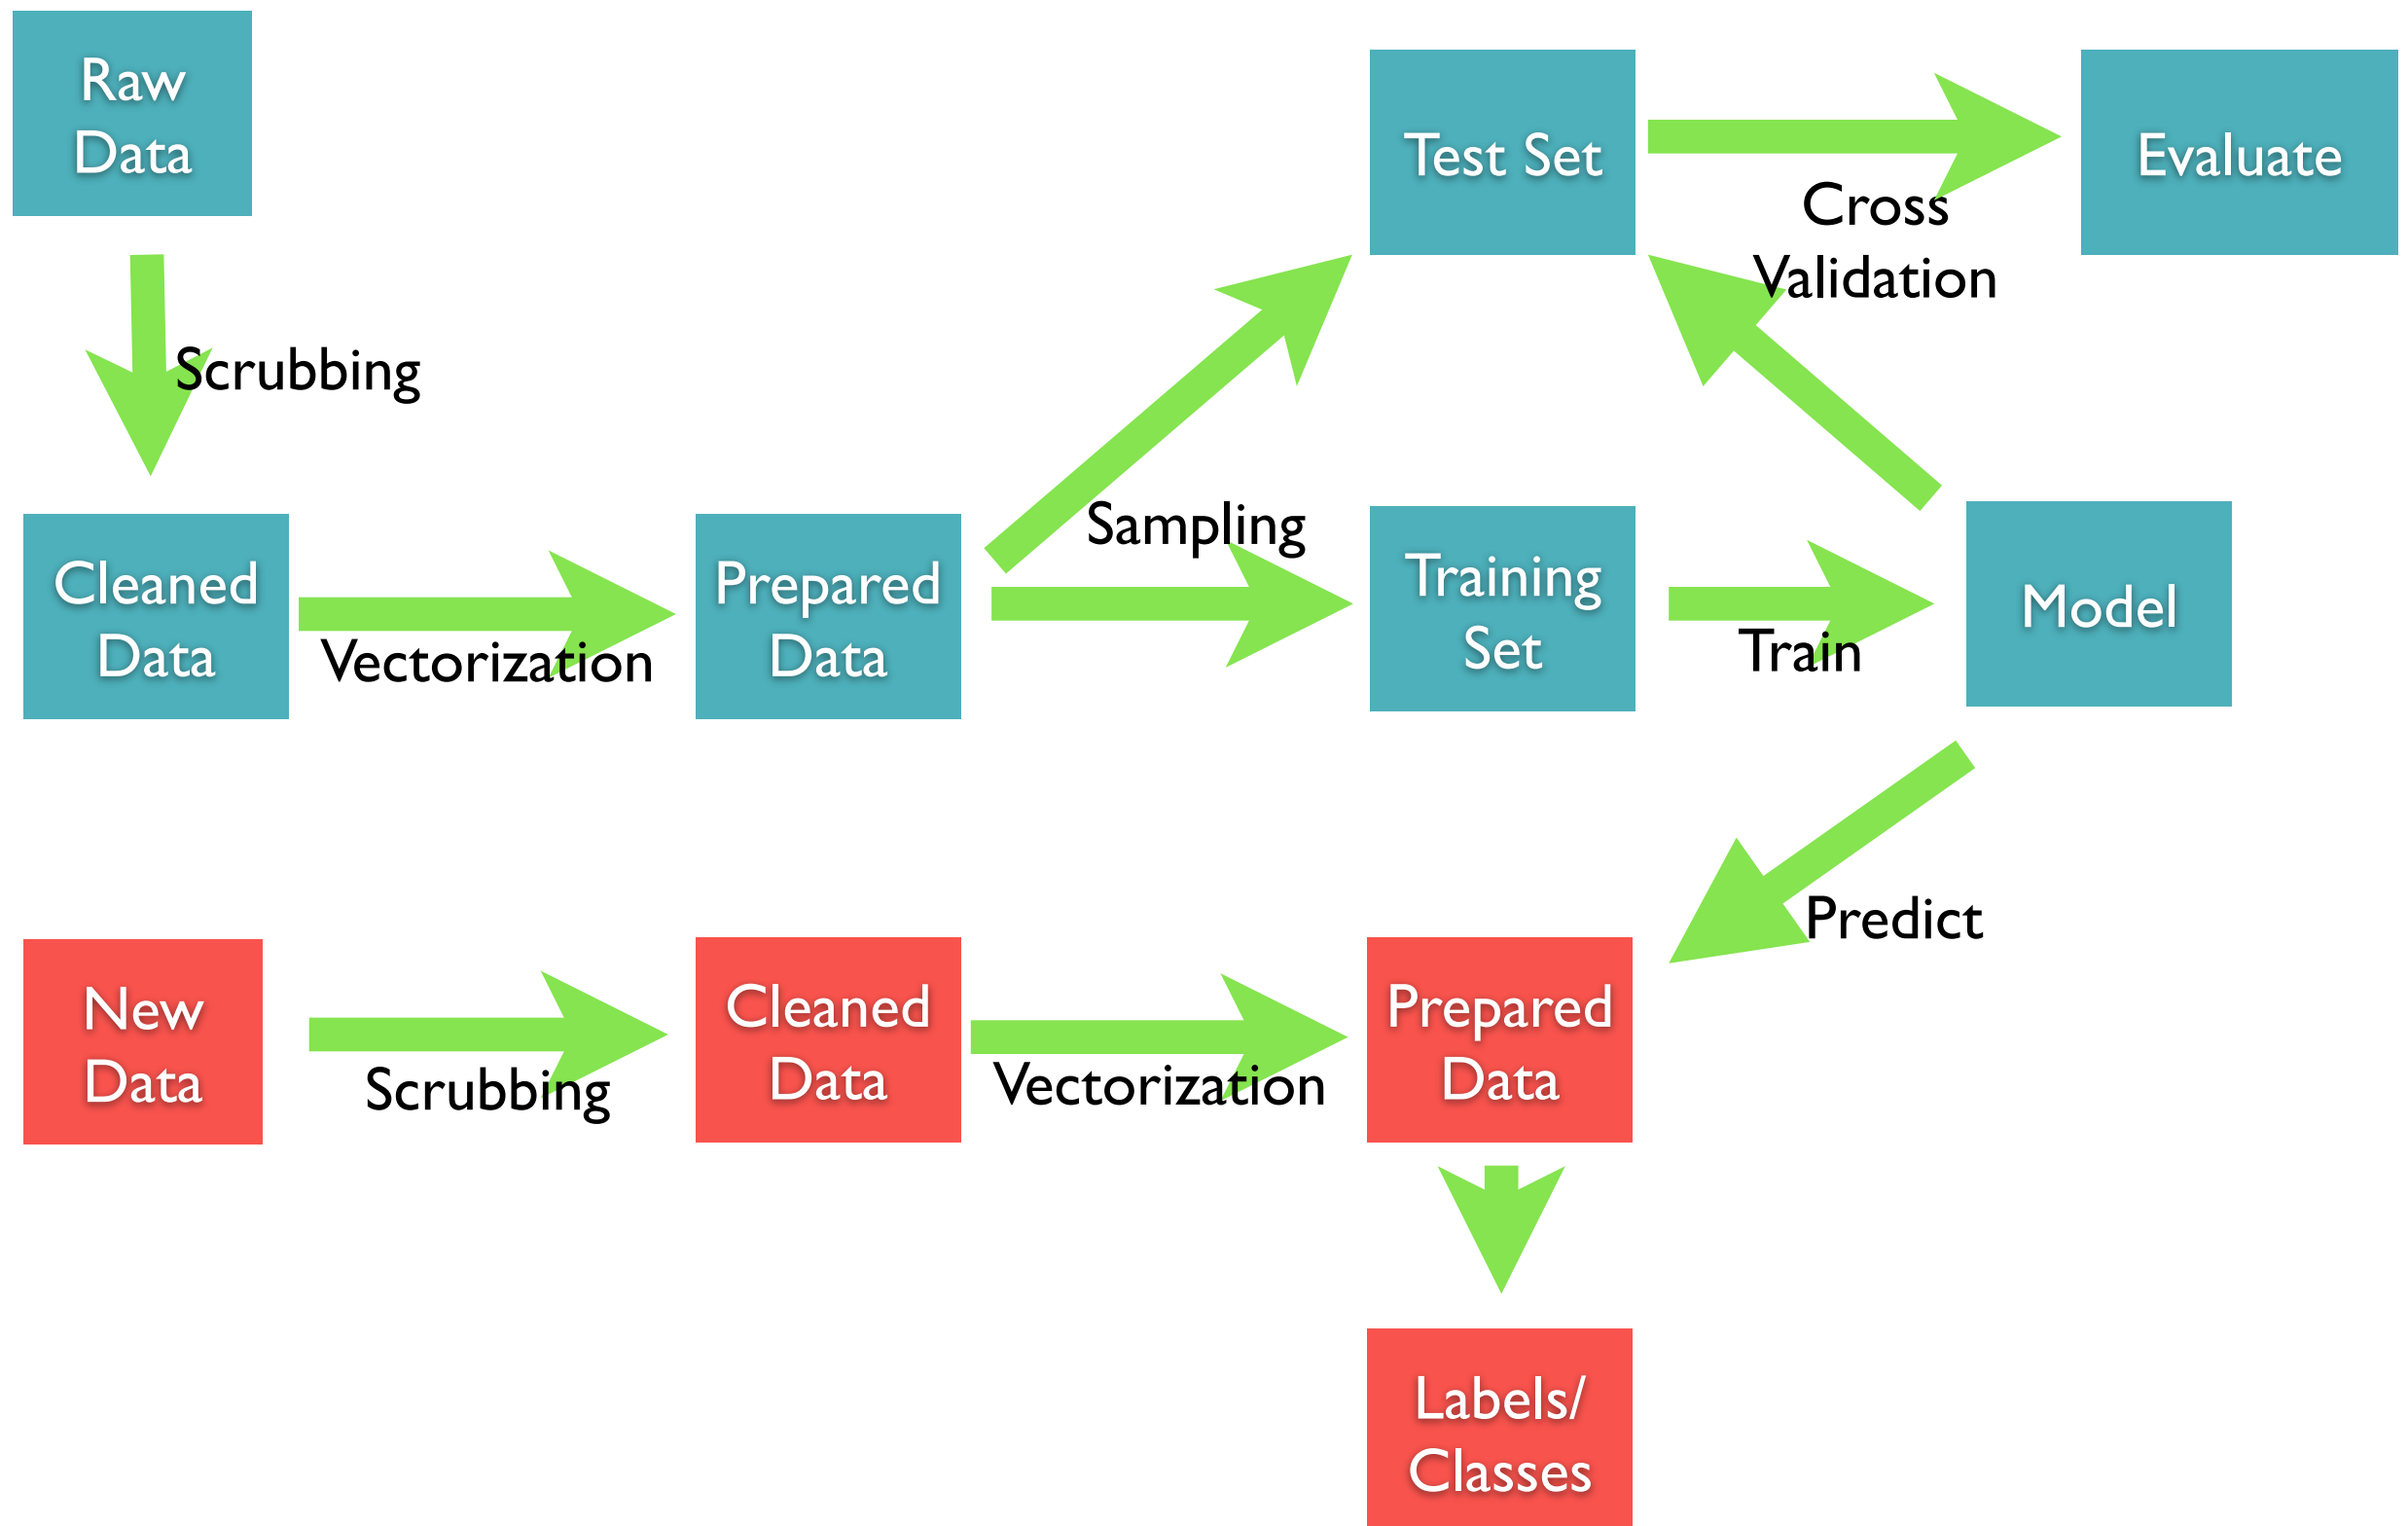 Raw
Data
Test Set
Evaluate
Cross
Validation
Scrubbing
Sampling
Cleaned
Data
Vectorization
Prepared
Data
Training
Set
Train
Model
Predict
New
Data
Scrubbing
Cleaned
Data
Vectorization
Prepared
Data
Labels/
Classes